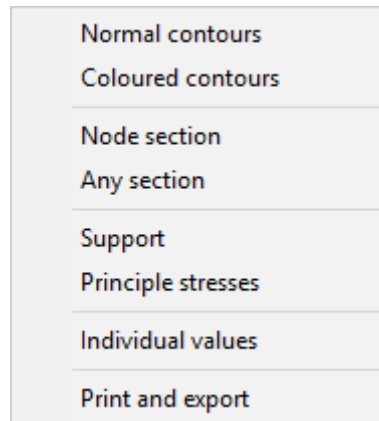 Normal contours
Coloured contours
Node section
Any section
Support
Principle stresses
Individual values
Print and export